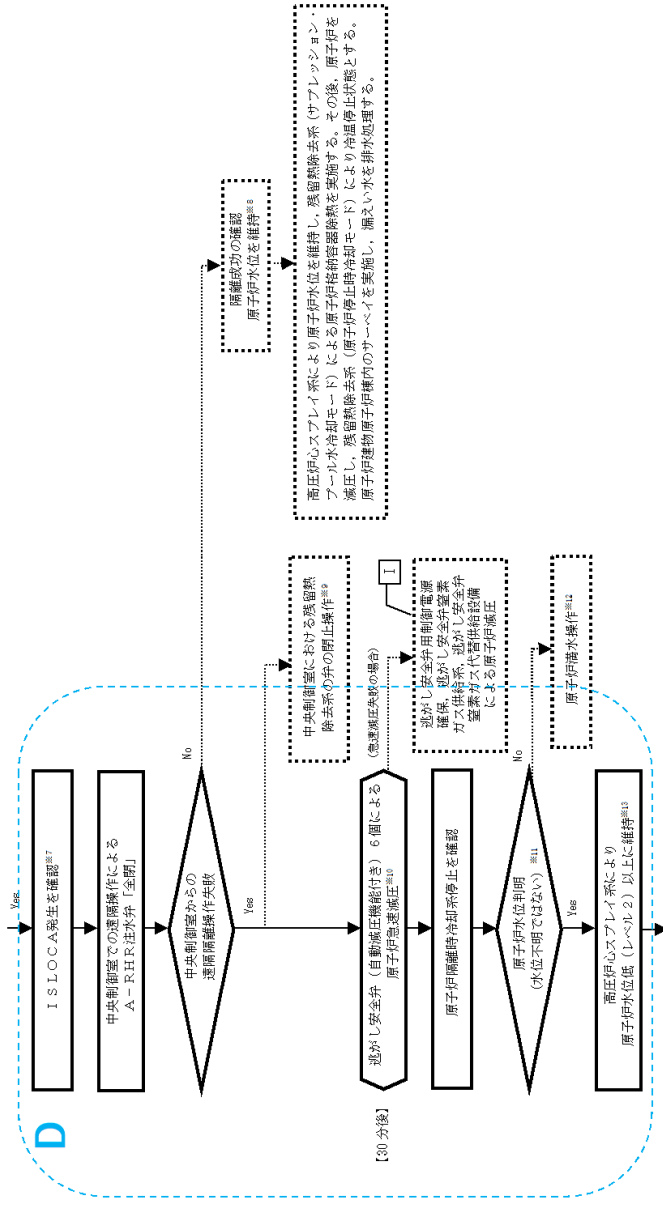 D
Yes
ＩＳＬＯＣＡ発生を確認※７
中央制御室での遠隔操作による
Ａ－ＲＨＲ注水弁「全閉」
中央制御室からの
遠隔隔離操作失敗
No
Yes
隔離成功の確認
原子炉水位を維持※８
高圧炉心スプレイ系により原子炉水位を維持し，残留熱除去系（サプレッション・
プール水冷却モード）による原子炉格納容器除熱を実施する。その後，原子炉を
減圧し，残留熱除去系（原子炉停止時冷却モード）により冷温停止状態とする。
原子炉建物原子炉棟内のサーベイを実施し，漏えい水を排水処理する。
中央制御室における残留熱
除去系の弁の閉止操作※９
【30 分後】
逃がし安全弁（自動減圧機能付き）６個による
原子炉急速減圧※10
（急速減圧失敗の場合）
Ｉ
逃がし安全弁用制御電源
確保，逃がし安全弁窒素
ガス供給系，逃がし安全弁
窒素ガス代替供給設備
による原子炉減圧
原子炉隔離時冷却系停止を確認
原子炉水位判明
（水位不明ではない）※11
No
Yes
原子炉満水操作※12
高圧炉心スプレイ系により
原子炉水位低（レベル２）以上に維持※13